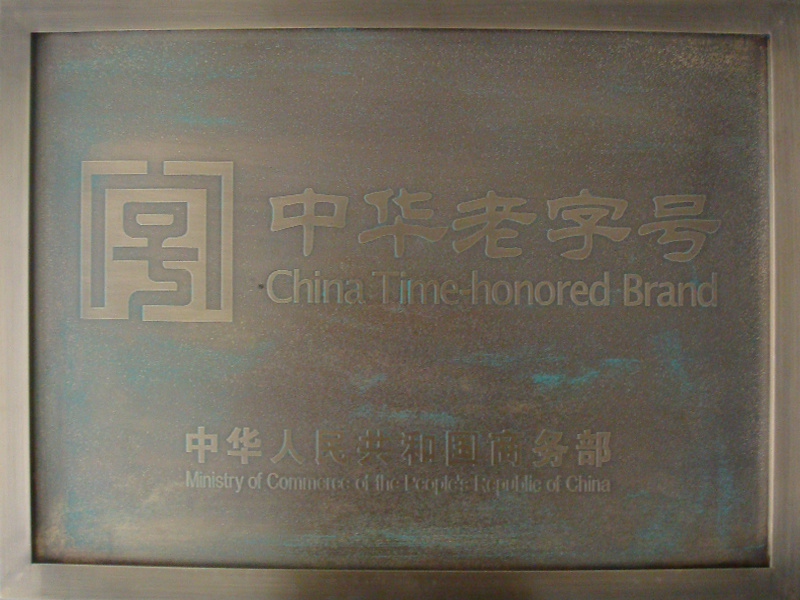 中华老字号
China Time-honored Brand
中华人民共和国商务部
Ministry of Commerce of the People's Republic of China